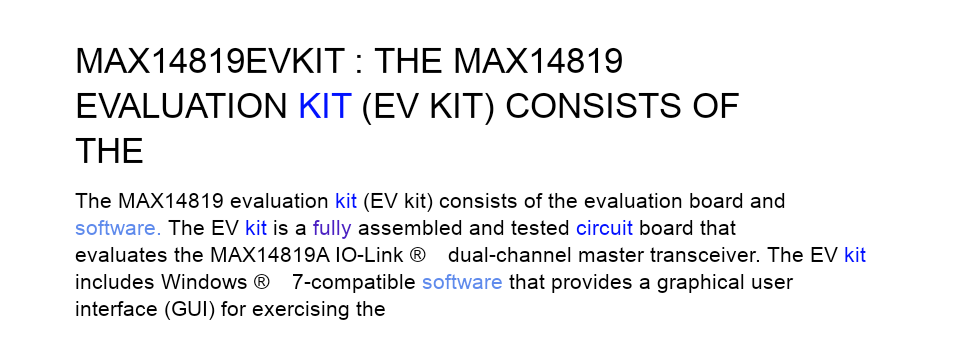 MAX14819EVKIT : THE MAX14819
EVALUATION KIT (EV KIT) CONSISTS OF
THE
The MAX14819 evaluation kit (EV kit) consists of the evaluation board and
software. The EV kit is a fully assembled and tested circuit board that
evaluates the MAX14819A IO-Link ® dual-channel master transceiver. The EV kit
includes Windows ® 7-compatible software that provides a graphical user
interface (GUI) for exercising the